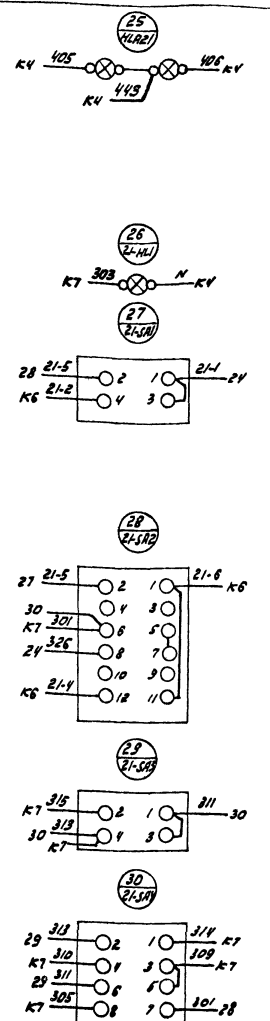 25
HLR21
К4 405 406 К4
К4 443
26
21-HL1
К7 303 N К4
27
21-SA1
28 21-5 2 1 21-1 24
К6 21-2 4 3
28
21-SA2
27 21-5 2 1 21-6 К6
30 4 3
К7 301 6 5
24 326 8 7
10 9
К6 21-4 12 11
29
21-SA3
К7 315 2 1 311 30
30 313 4 3
К7
30
21-SA4
29 313 2 1 314 К7
К7 310 4 3 309 К7
29 311 6 5
К7 305 8 7 301 28